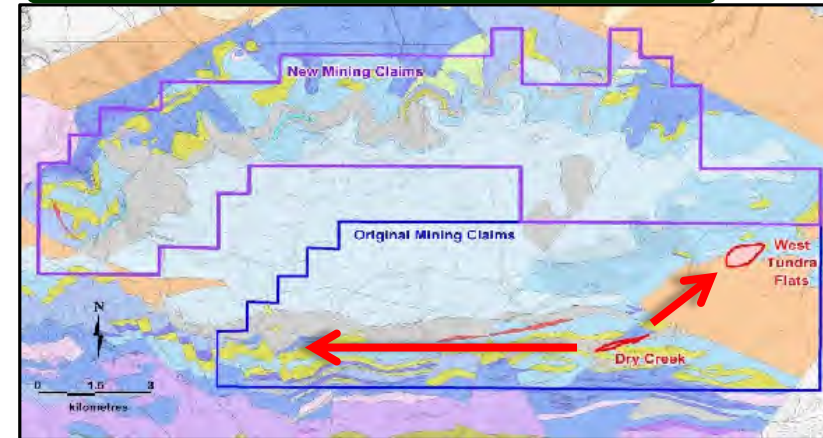 New Mining Claims
Original Mining Claims
West
Tundra
Flats
N
Dry Creek
0 1.5 3
kilometres